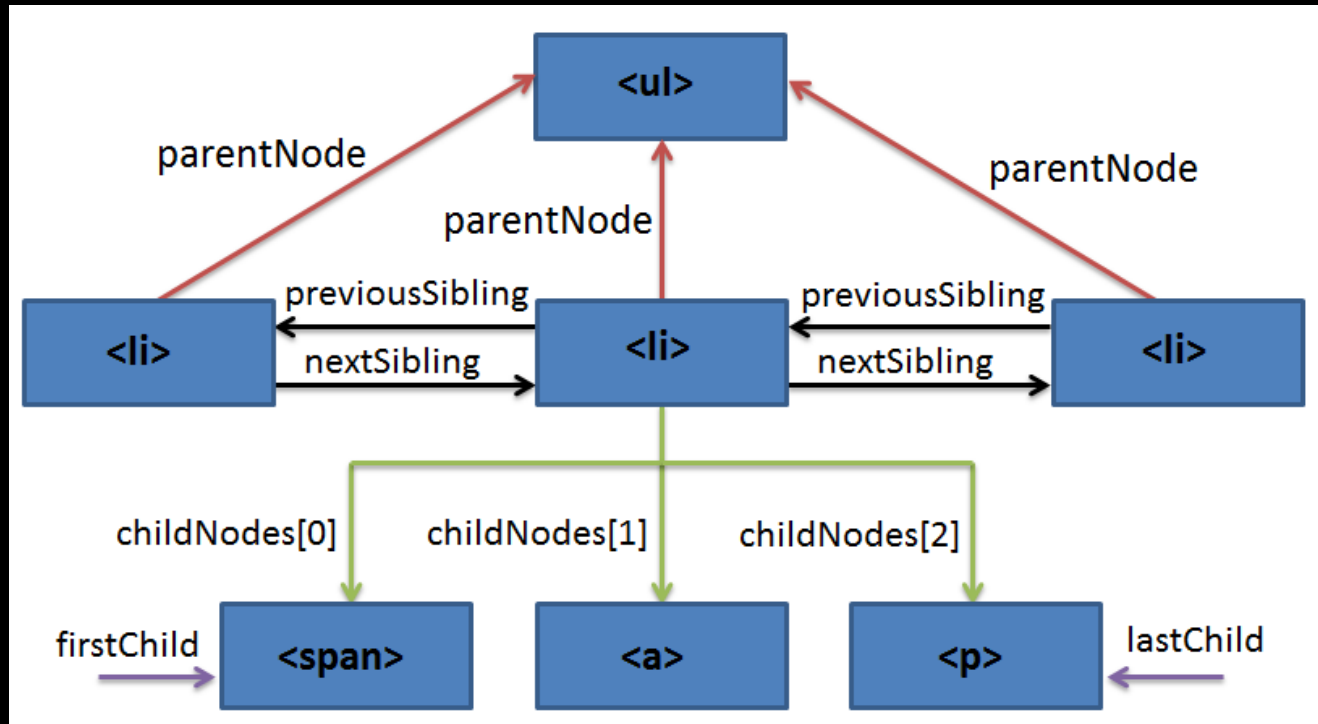 <ul>
parentNode
parentNode
parentNode
previousSibling
previousSibling
<li>
<li>
<li>
nextSibling
nextSibling
childNodes[0]
childNodes[1]
childNodes[2]
firstChild
<span>
<a>
<p>
lastChild